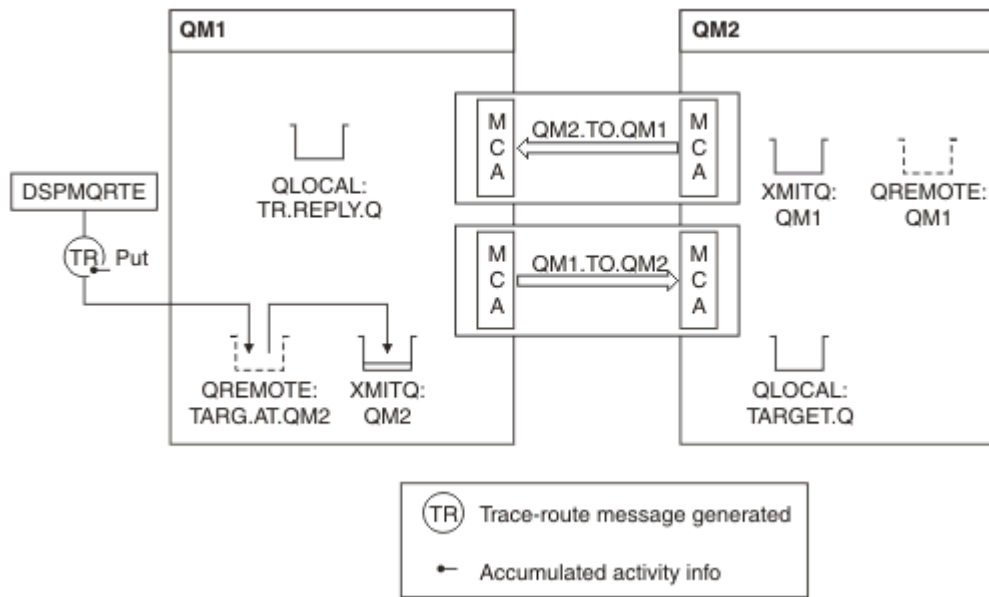 QM1
QM2
M
C
A
QM2.TO.QM1
M
C
A
QLOCAL:
TR.REPLY.Q
XMITQ:
QM1
QREMOTE:
QM1
DSPMQRTE
TR
Put
M
C
A
QM1.TO.QM2
M
C
A
QREMOTE:
TARG.AT.QM2
XMITQ:
QM2
QLOCAL:
TARGET.Q
TR
Trace-route message generated
Accumulated activity info